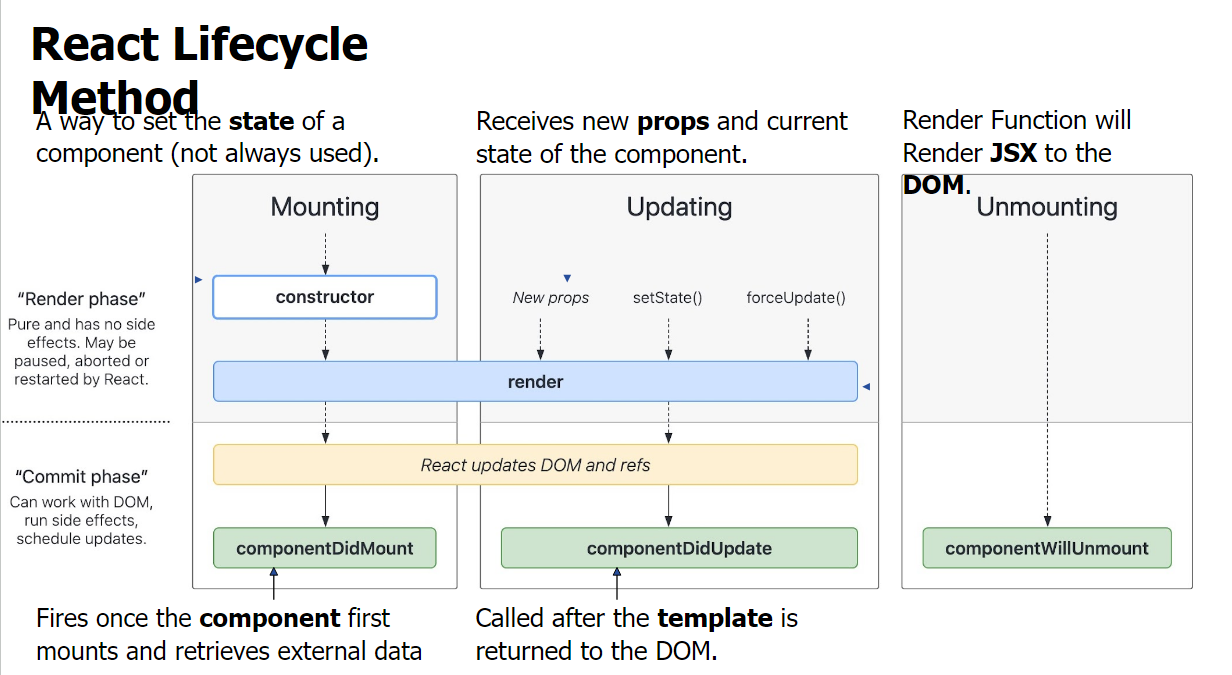 React Lifecycle
Method
A way to set the state of a
component (not always used).
Receives new props and current
state of the component.
Render Function will
Render JSX to the
DOM.
Mounting
Updating
Unmounting
“Render phase”
Pure and has no side
effects. May be
paused, aborted or
restarted by React.
constructor
New props
setState()
forceUpdate()
render
“Commit phase”
Can work with DOM,
run side effects,
schedule updates.
React updates DOM and refs
componentDidMount
componentDidUpdate
componentWillUnmount
Fires once the component first
mounts and retrieves external data
Called after the template is
returned to the DOM.